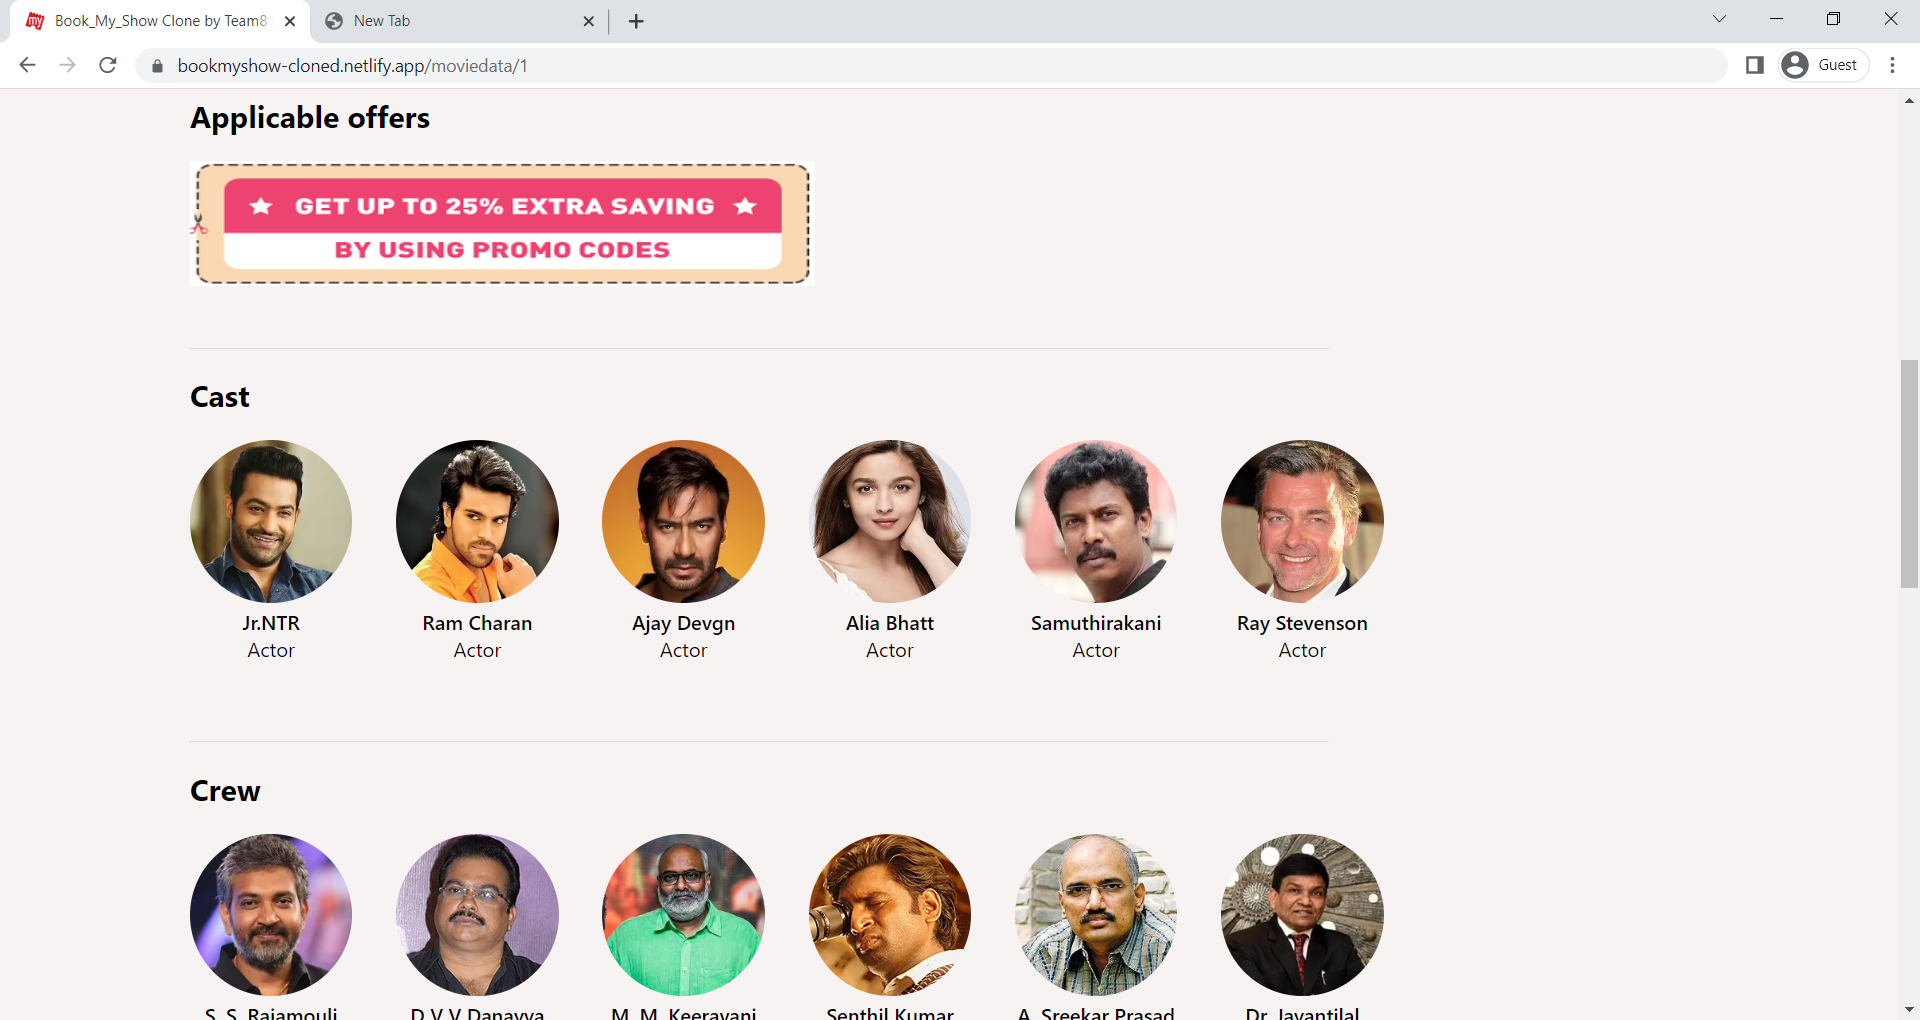 Book_My_Show Clone by Team8
New Tab
bookmyshow-cloned.netlify.app/moviedata/1
Guest
Applicable offers
GET UP TO 25% EXTRA SAVING
BY USING PROMO CODES
Cast
Jr.NTR Ram Charan Ajay Devgn Alia Bhatt Samuthirakani Ray Stevenson
Actor Actor Actor Actor Actor Actor
Crew
S. S. Rajamouli D.V.V Danayya M. M. Keeravani Senthil Kumar A. Sreekar Prasad Dr. Jayantilal